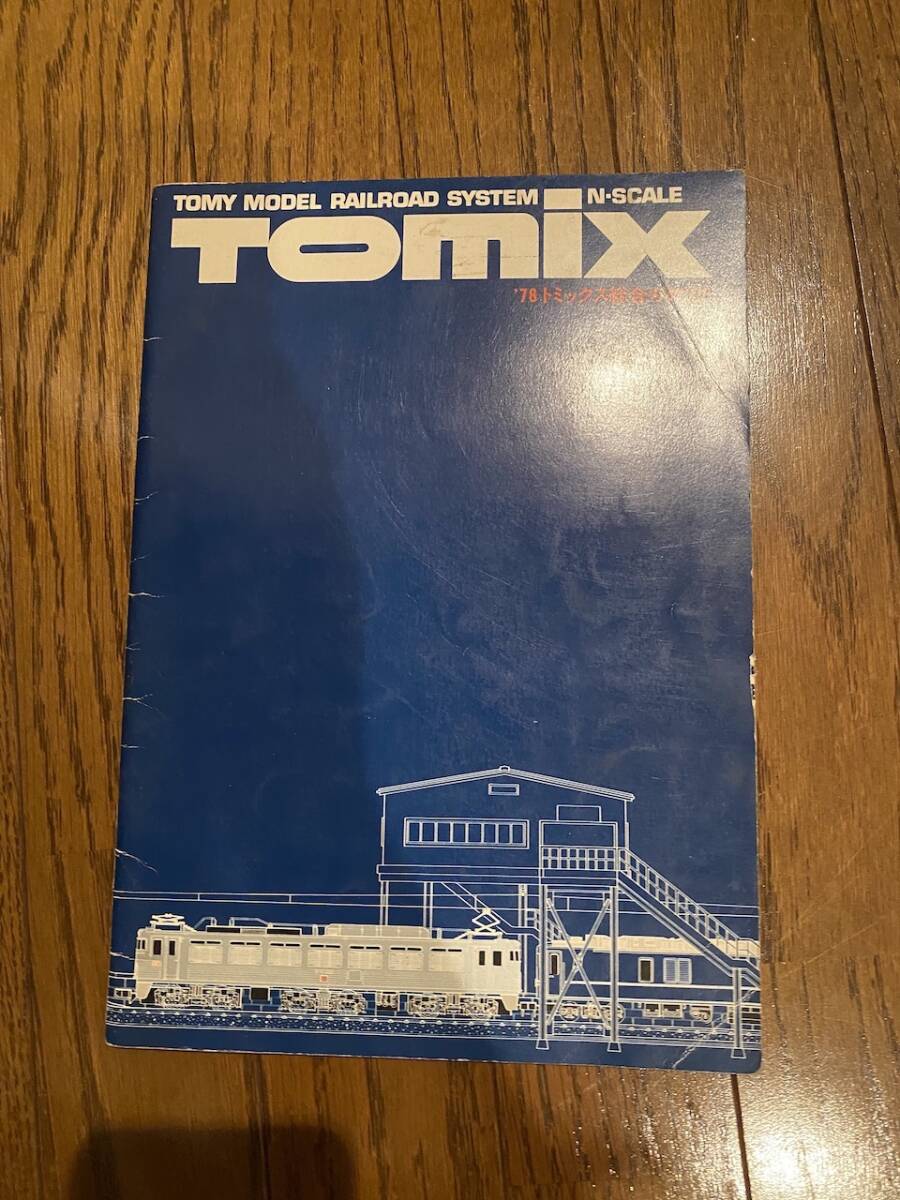 TOMY MODEL RAILROAD SYSTEM N-SCALE
TOMIX
'78トミックス総合